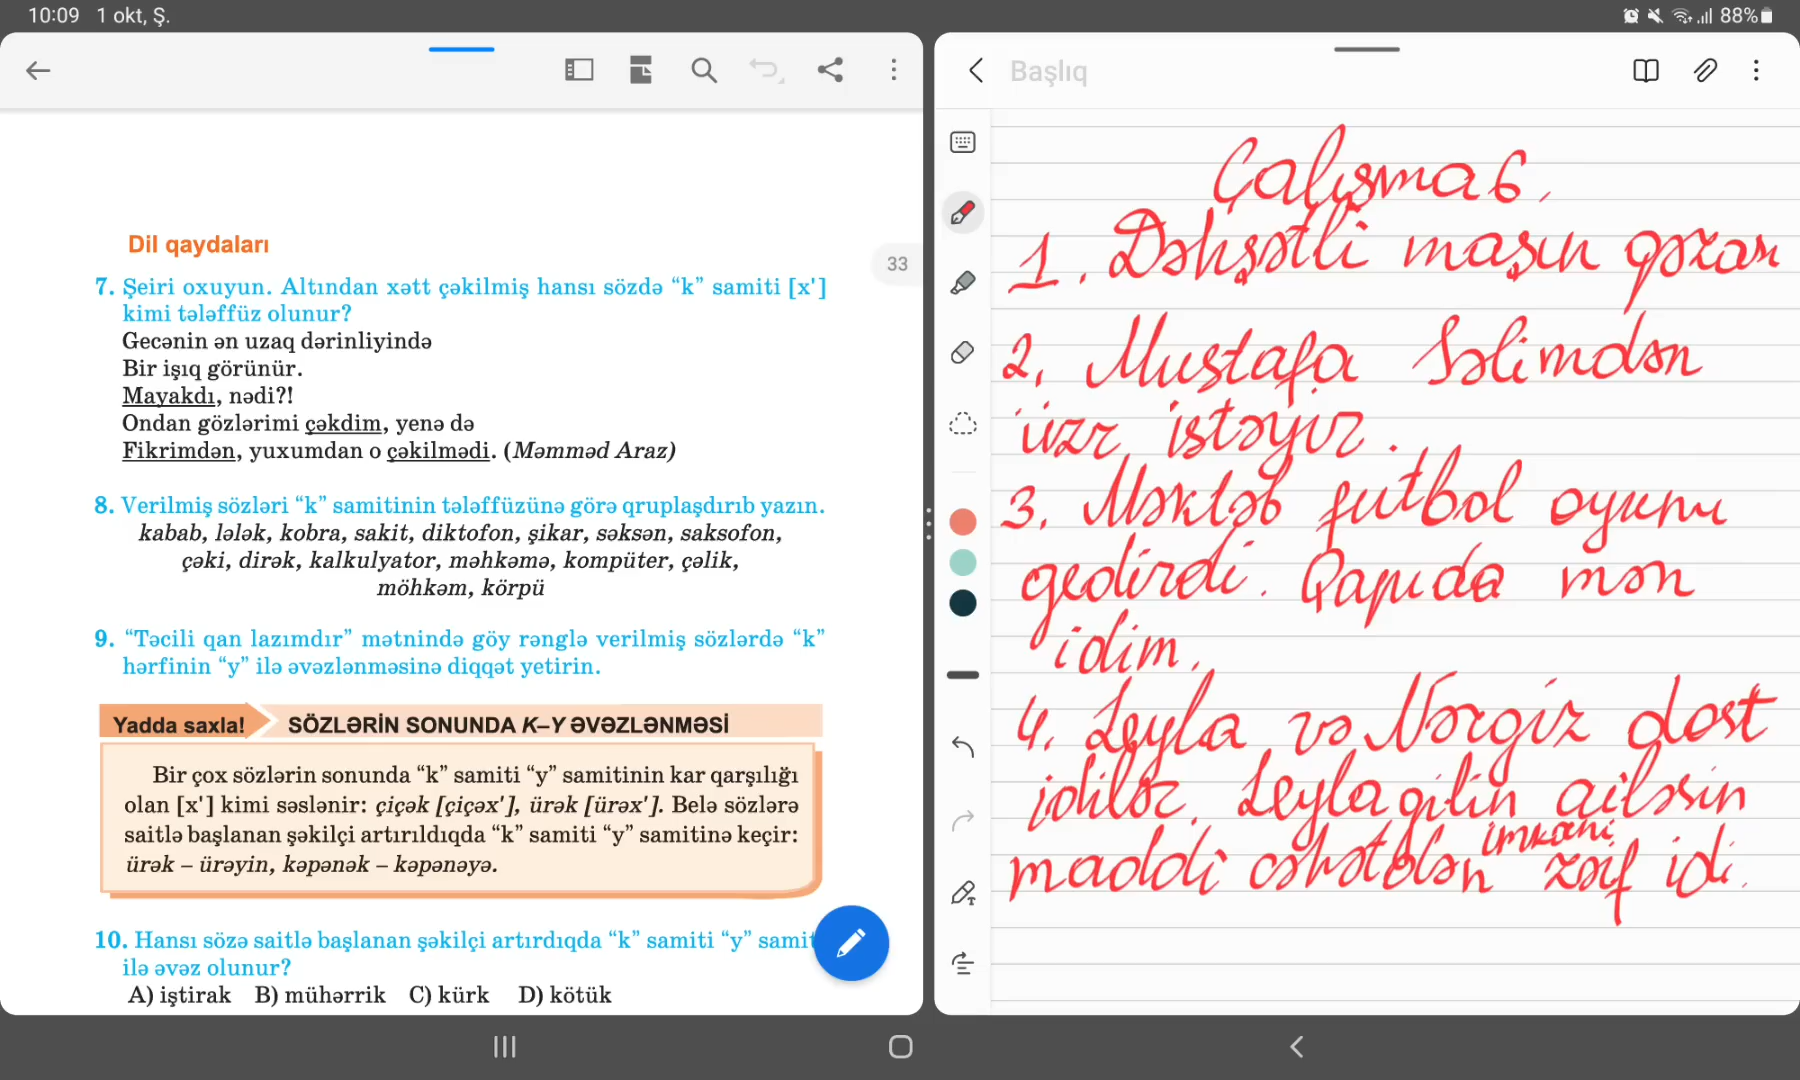 10:09 1 okt, Ş.
88%
Dil qaydaları
33
7. Şeiri oxuyun. Altından xətt çəkilmiş hansı sözdə “k” samiti [x']
kimi tələffüz olunur?
Gecənin ən uzaq dərinliyində
Bir işıq görünür.
Mayakdı, nədi?!
Ondan gözlərimi çəkdim, yenə də
Fikrimdən, yuxumdan o çəkilmədi. (Məmməd Araz)
8. Verilmiş sözləri “k” samitinin tələffüzünə görə qruplaşdırıb yazın.
kabab, lələk, kobra, sakit, diktofon, şikar, səksən, saksofon,
çəki, dirək, kalkulyator, məhkəmə, kompüter, çəlik,
möhkəm, körpü
9. “Təcili qan lazımdır” mətnində göy rənglə verilmiş sözlərdə “k”
hərfinin “y” ilə əvəzlənməsinə diqqət yetirin.
Yadda saxla! SÖZLƏRİN SONUNDA K–Y ƏVƏZLƏNMƏSİ
Bir çox sözlərin sonunda “k” samiti “y” samitinin kar qarşılığı
olan [x'] kimi səslənir: çiçək [çiçəx'], ürək [ürəx']. Belə sözlərə
saitlə başlanan şəkilçi artırıldıqda “k” samiti “y” samitinə keçir:
ürək – ürəyin, kəpənək – kəpənəyə.
10. Hansı sözə saitlə başlanan şəkilçi artırdıqda “k” samiti “y” samit
ilə əvəz olunur?
A) iştirak B) mühərrik C) kürk D) kötük
Başlıq
Çalışma 6.
1. Dəhşətli maşın qəzası
2. Mustafa Səlimdən
üzr istəyir.
3. Məktəb futbol oyunu
gedirdi. Qapıda mən
idim.
4. Leyla və Nərgiz dost
idilər. Leylagilin ailəsin
imkanı
maddi cəhətdən zəif idi.